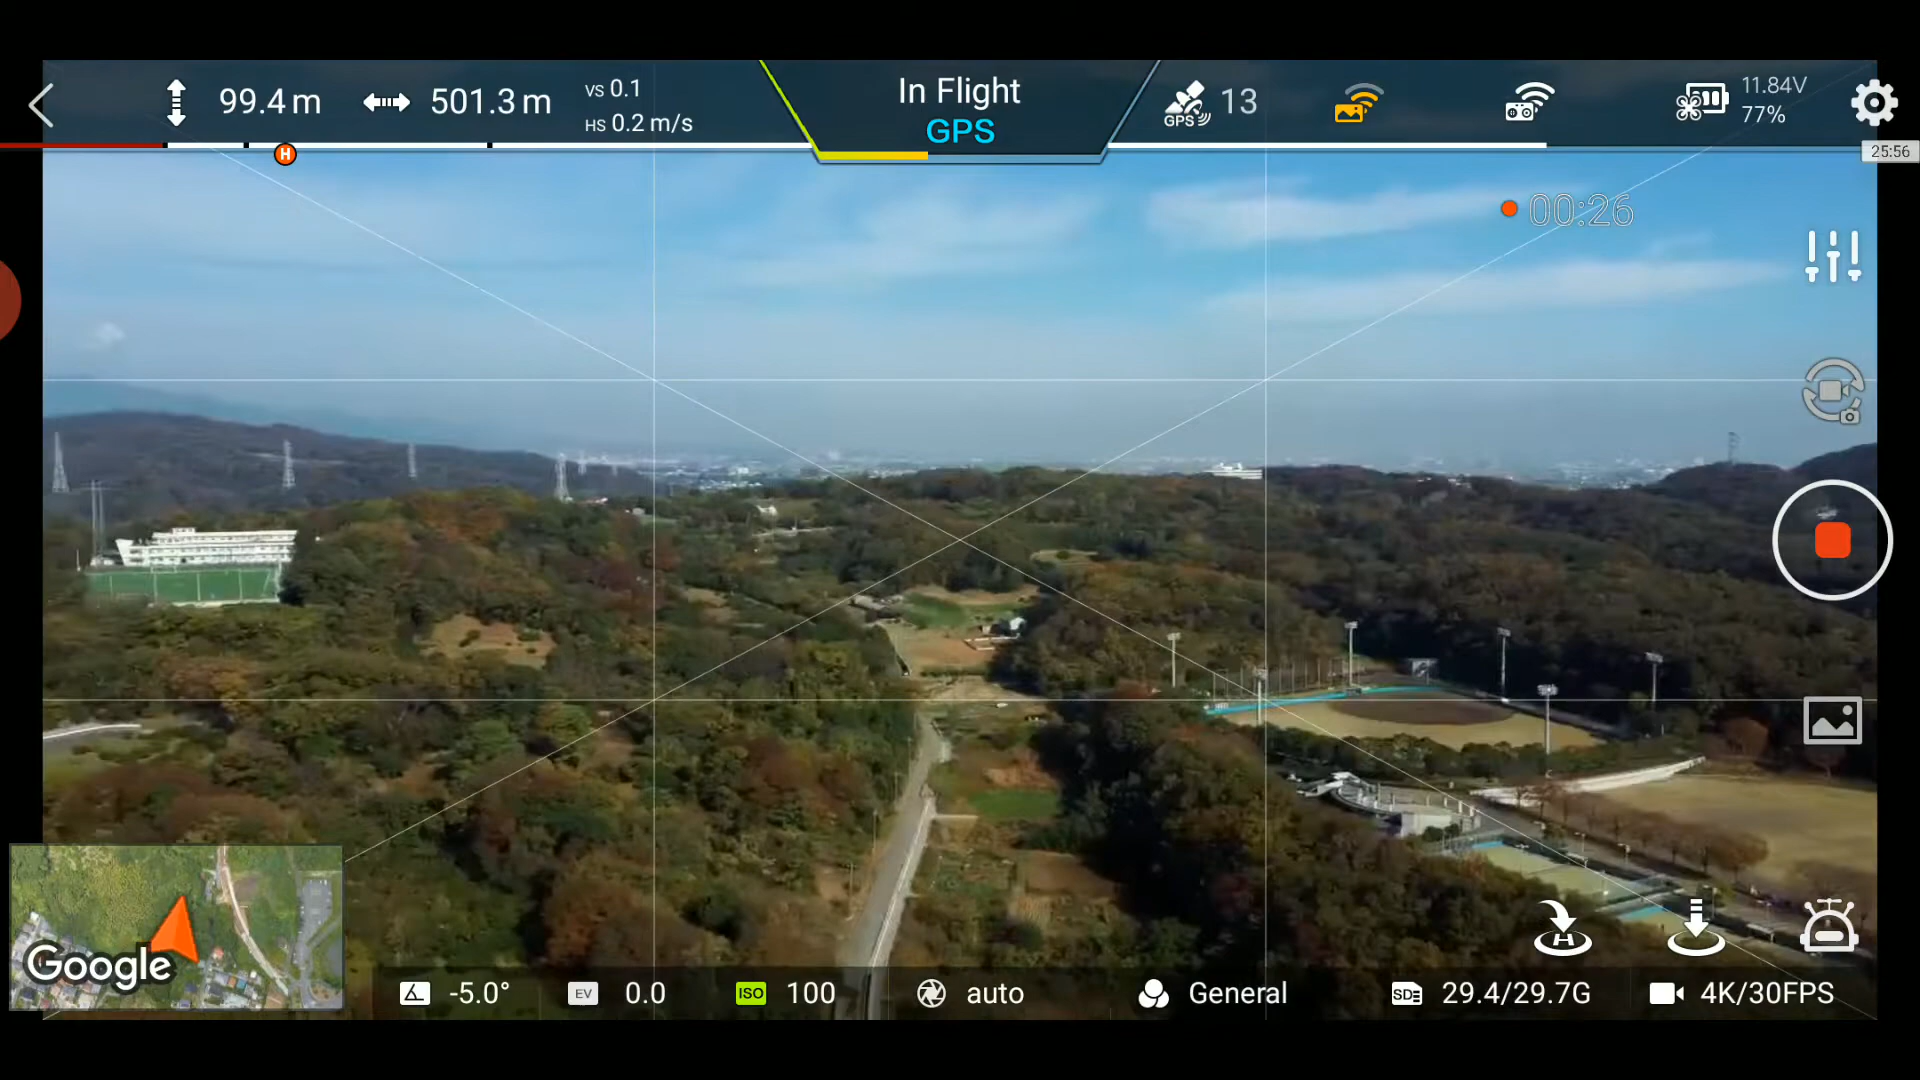 99.4 m
501.3 m
VS 0.1
HS 0.2 m/s
In Flight
GPS
GPS
13
11.84V
77%
H
25:56
00:26
Google
-5.0°
EV
0.0
ISO
100
auto
General
SD
29.4/29.7G
4K/30FPS
H